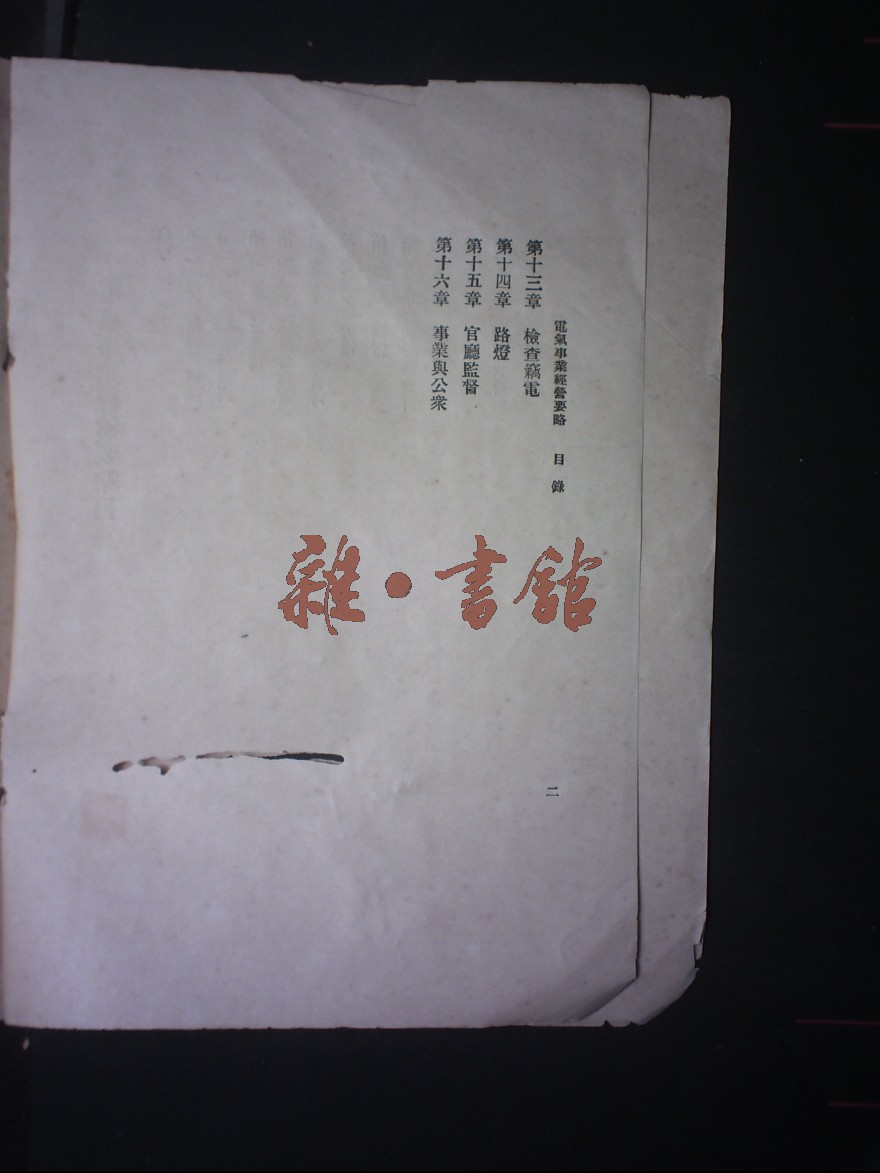 電氣事業經營要略　目錄
二
第十三章　檢查竊電
第十四章　路燈
第十五章　官廳監督
第十六章　事業與公衆
雜·書館